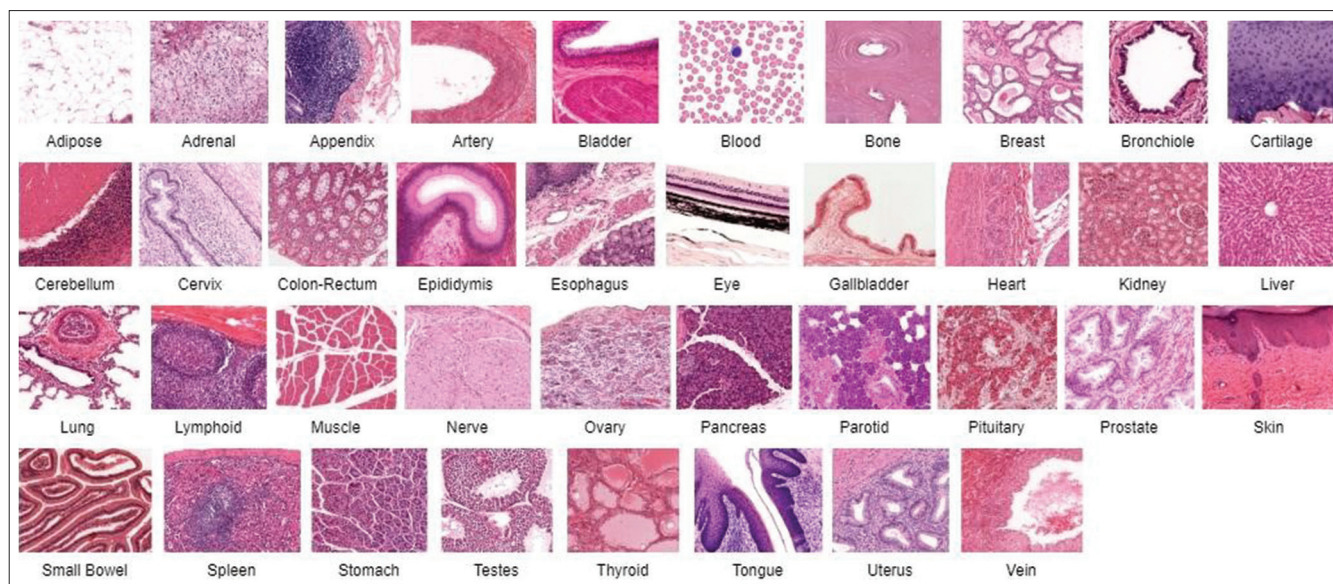 Adipose Adrenal Appendix Artery Bladder Blood Bone Breast Bronchiole Cartilage
Cerebellum Cervix Colon-Rectum Epididymis Esophagus Eye Gallbladder Heart Kidney Liver
Lung Lymphoid Muscle Nerve Ovary Pancreas Parotid Pituitary Prostate Skin
Small Bowel Spleen Stomach Testes Thyroid Tongue Uterus Vein